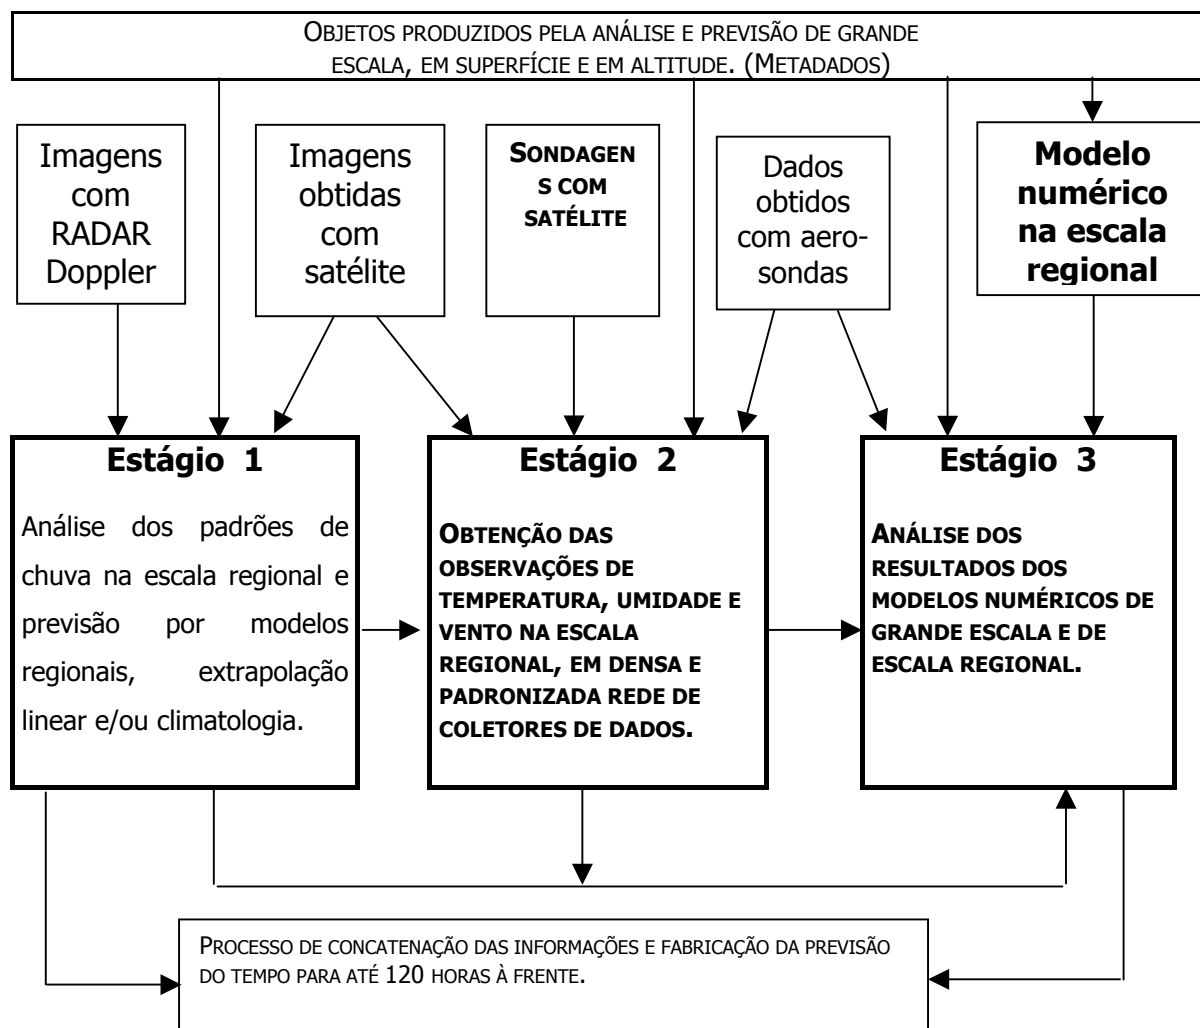 OBJETOS PRODUZIDOS PELA ANÁLISE E PREVISÃO DE GRANDE
ESCALA, EM SUPERFÍCIE E EM ALTITUDE. (METADADOS)
Imagens
com
RADAR
Doppler
Imagens
obtidas
com
satélite
SONDAGEN
S COM
SATÉLITE
Dados
obtidos
com aero-
sondas
Modelo
numérico
na escala
regional
Estágio 1
Análise dos padrões de
chuva na escala regional e
previsão por modelos
regionais, extrapolação
linear e/ou climatologia.
Estágio 2
OBTENÇÃO DAS
OBSERVAÇÕES DE
TEMPERATURA, UMIDADE E
VENTO NA ESCALA
REGIONAL, EM DENSA E
PADRONIZADA REDE DE
COLETORES DE DADOS.
Estágio 3
ANÁLISE DOS
RESULTADOS DOS
MODELOS NUMÉRICOS DE
GRANDE ESCALA E DE
ESCALA REGIONAL.
PROCESSO DE CONCATENAÇÃO DAS INFORMAÇÕES E FABRICAÇÃO DA PREVISÃO
DO TEMPO PARA ATÉ 120 HORAS À FRENTE.